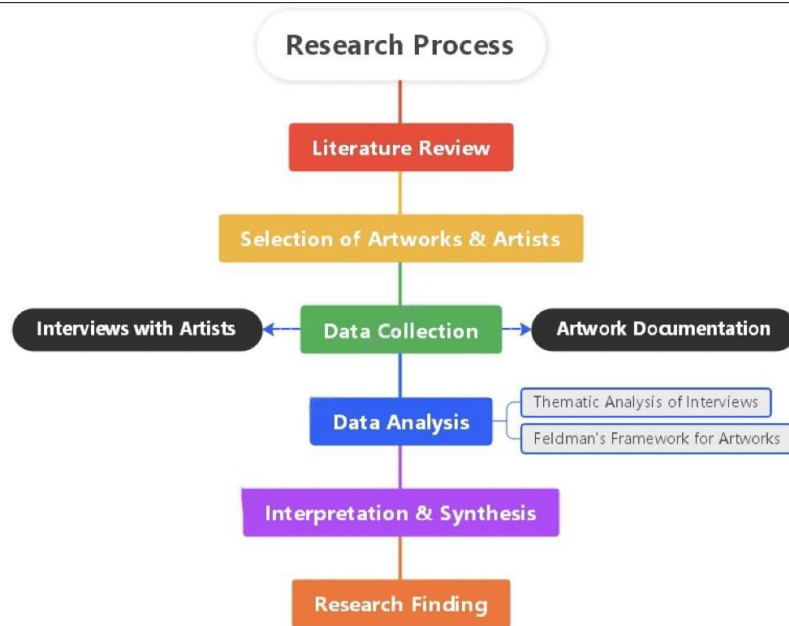 Research Process
Literature Review
Selection of Artworks & Artists
Interviews with Artists
Data Collection
Artwork Documentation
Data Analysis
Thematic Analysis of Interviews
Feldman's Framework for Artworks
Interpretation & Synthesis
Research Finding